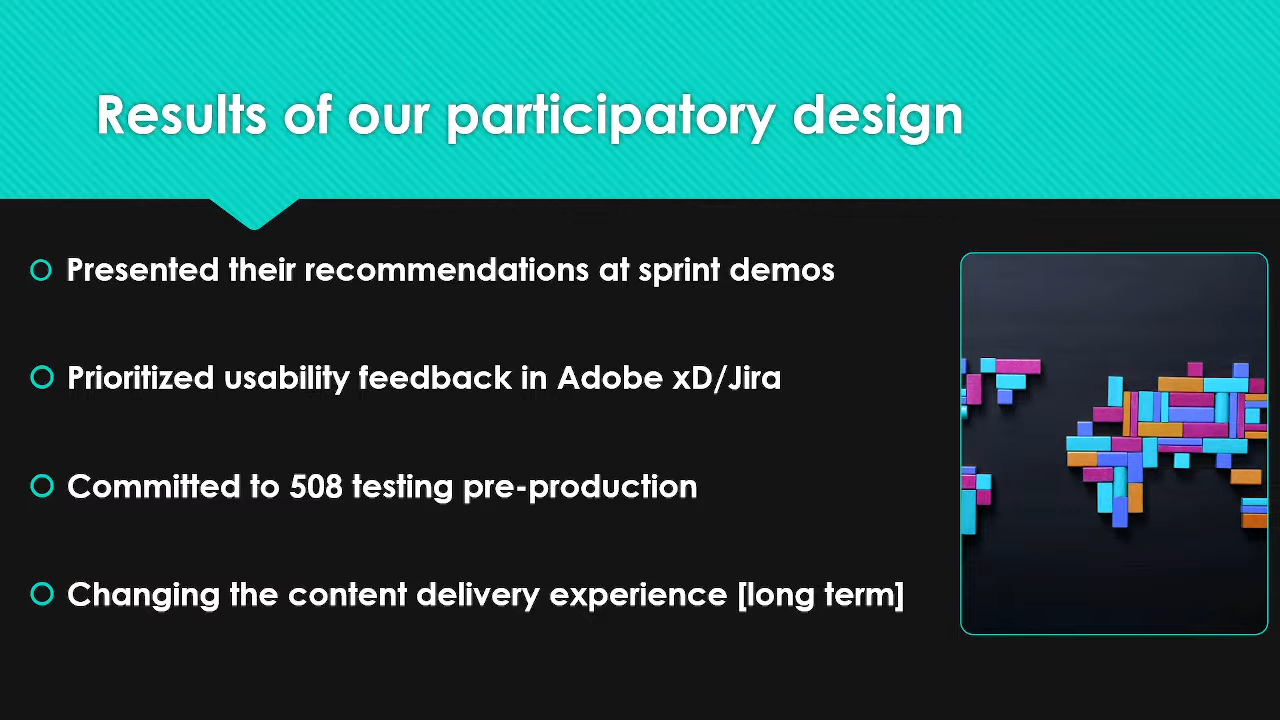 Results of our participatory design
Presented their recommendations at sprint demos
Prioritized usability feedback in Adobe xD/Jira
Committed to 508 testing pre-production
Changing the content delivery experience [long term]